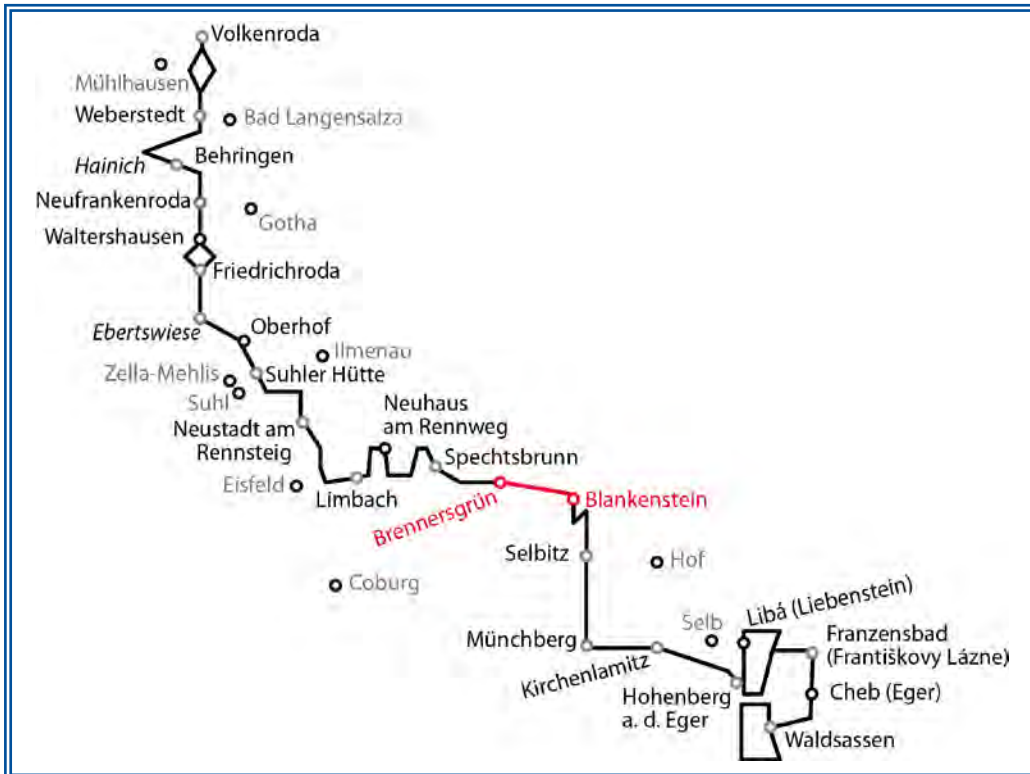 Volkenroda
Mühlhausen
Weberstedt
Bad Langensalza
Hainich
Behringen
Neufrankenroda
Gotha
Waltershausen
Friedrichroda
Ebertswiese
Oberhof
Ilmenau
Zella-Mehlis
Suhler Hütte
Suhl
Neustadt am
Rennsteig
Neuhaus
am Rennweg
Spechtsbrunn
Eisfeld
Limbach
Brennersgrün
Blankenstein
Selbitz
Hof
Coburg
Münchberg
Kirchenlamitz
Selb
Libá (Liebenstein)
Franzensbad
(Františkovy Lázne)
Hohenberg
a. d. Eger
Cheb (Eger)
Waldsassen